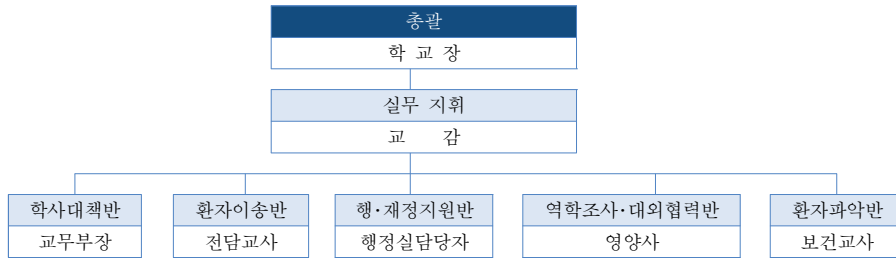 총괄
학 교 장
실무 지휘
교 감
학사대책반
교무부장
환자이송반
전담교사
행·재정지원반
행정실담당자
역학조사·대외협력반
영양사
환자파악반
보건교사